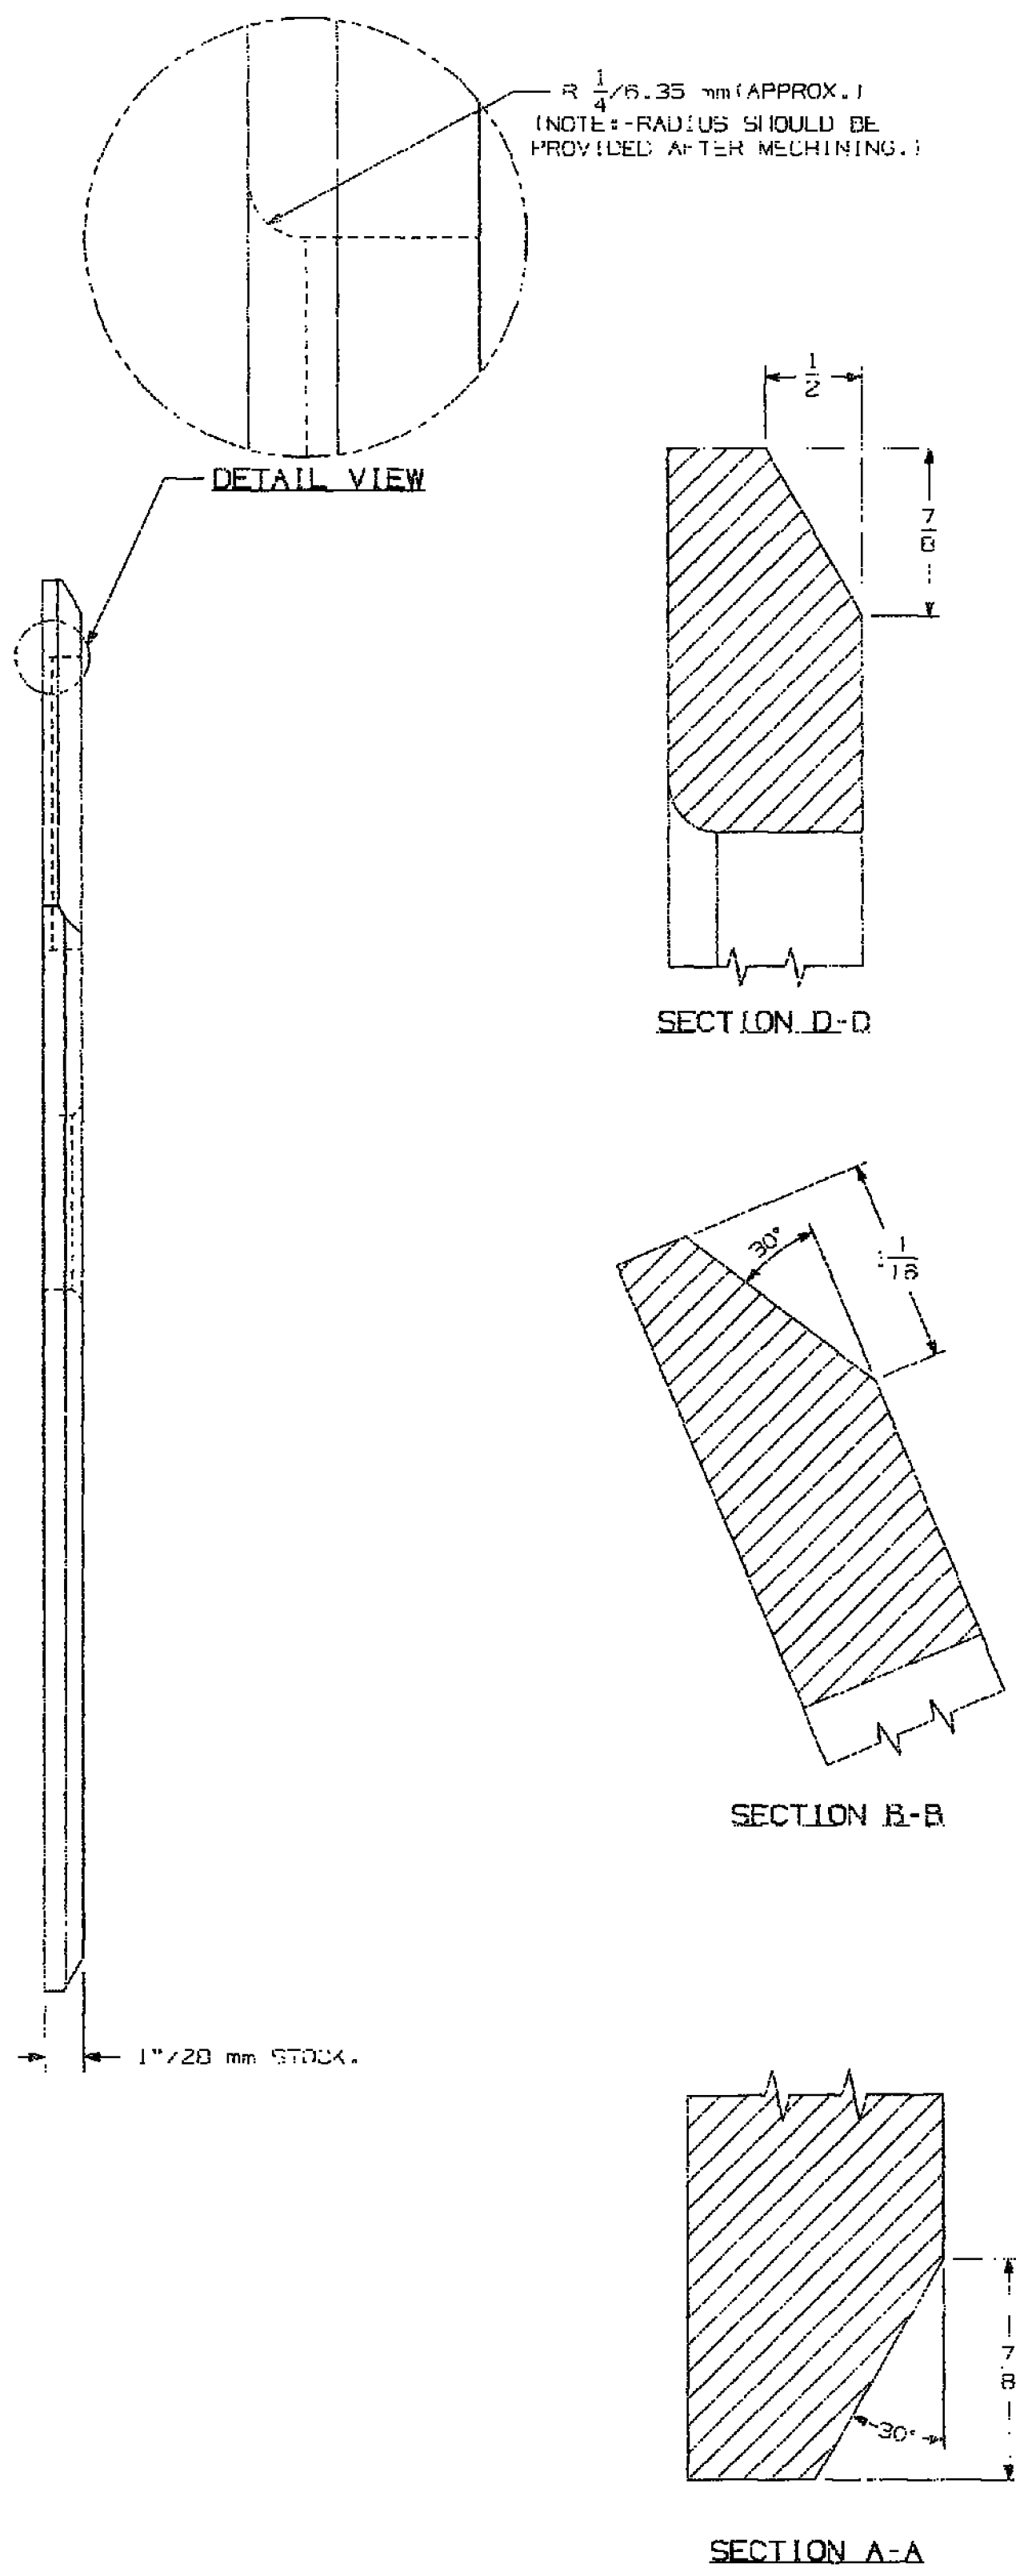 R 1/4/6.35 mm(APPROX.)
(NOTE:-RADIUS SHOULD BE
PROVIDED AFTER MECHINING.)
DETAIL VIEW
1/2
7/8
SECTION D-D
30°
1 1/16
SECTION B-B
1"/28 mm STOCK.
7/8
30°
SECTION A-A